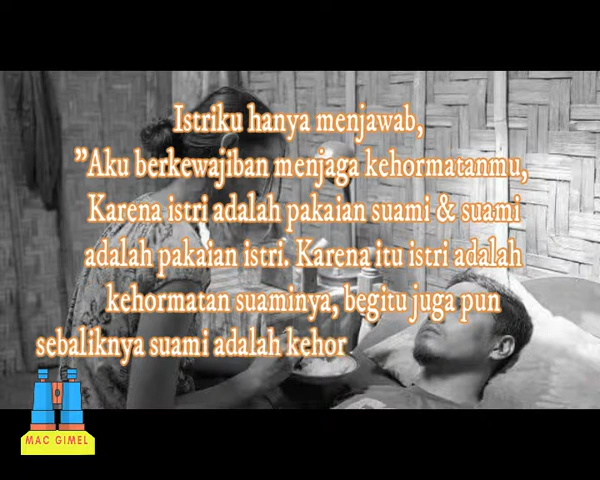 Istriku hanya menjawab,
"Aku berkewajiban menjaga kehormatanmu,
Karena istri adalah pakaian suami & suami
adalah pakaian istri. Karena itu istri adalah
kehormatan suaminya, begitu juga pun
sebaliknya suami adalah kehor
MAC GIMEL